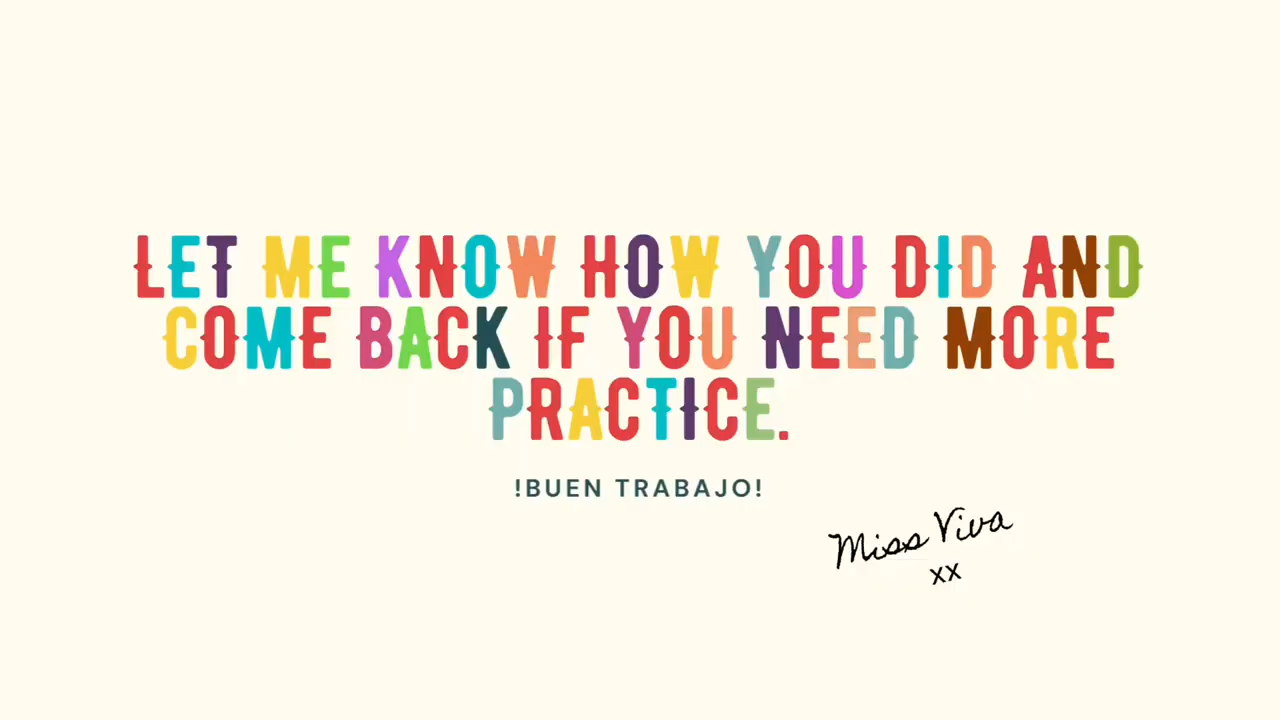 LET ME KNOW HOW YOU DID AND
COME BACK IF YOU NEED MORE
PRACTICE.
!BUEN TRABAJO!
Miss Viva
xx